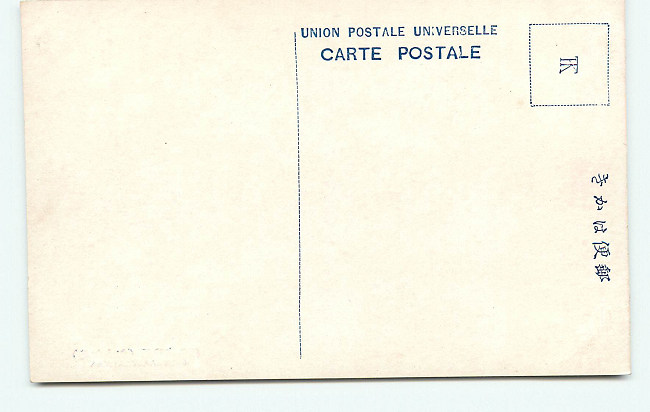 UNION POSTALE UNIVERSELLE
CARTE POSTALE
郵便はかき